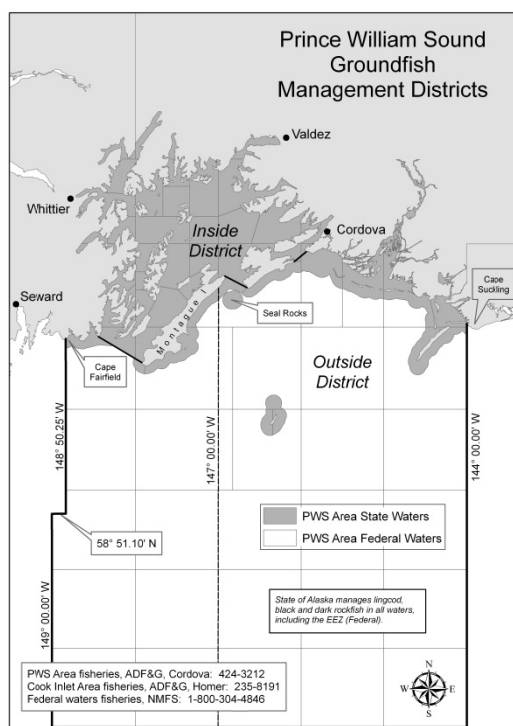 Prince William Sound
Groundfish
Management Districts
Valdez
Whittier
Cordova
Inside
District
Cape
Suckling
Seward
Seal Rocks
Montague I
Cape
Fairfield
Outside
District
148° 50.25' W
147° 00.00' W
144° 00.00' W
PWS Area State Waters
PWS Area Federal Waters
58° 51.10' N
149° 00.00' W
State of Alaska manages lingcod,
black and dark rockfish in all waters,
including the EEZ (Federal).
PWS Area fisheries, ADF&G, Cordova: 424-3212
Cook Inlet Area fisheries, ADF&G, Homer: 235-8191
Federal waters fisheries, NMFS: 1-800-304-4846
N
W E
S